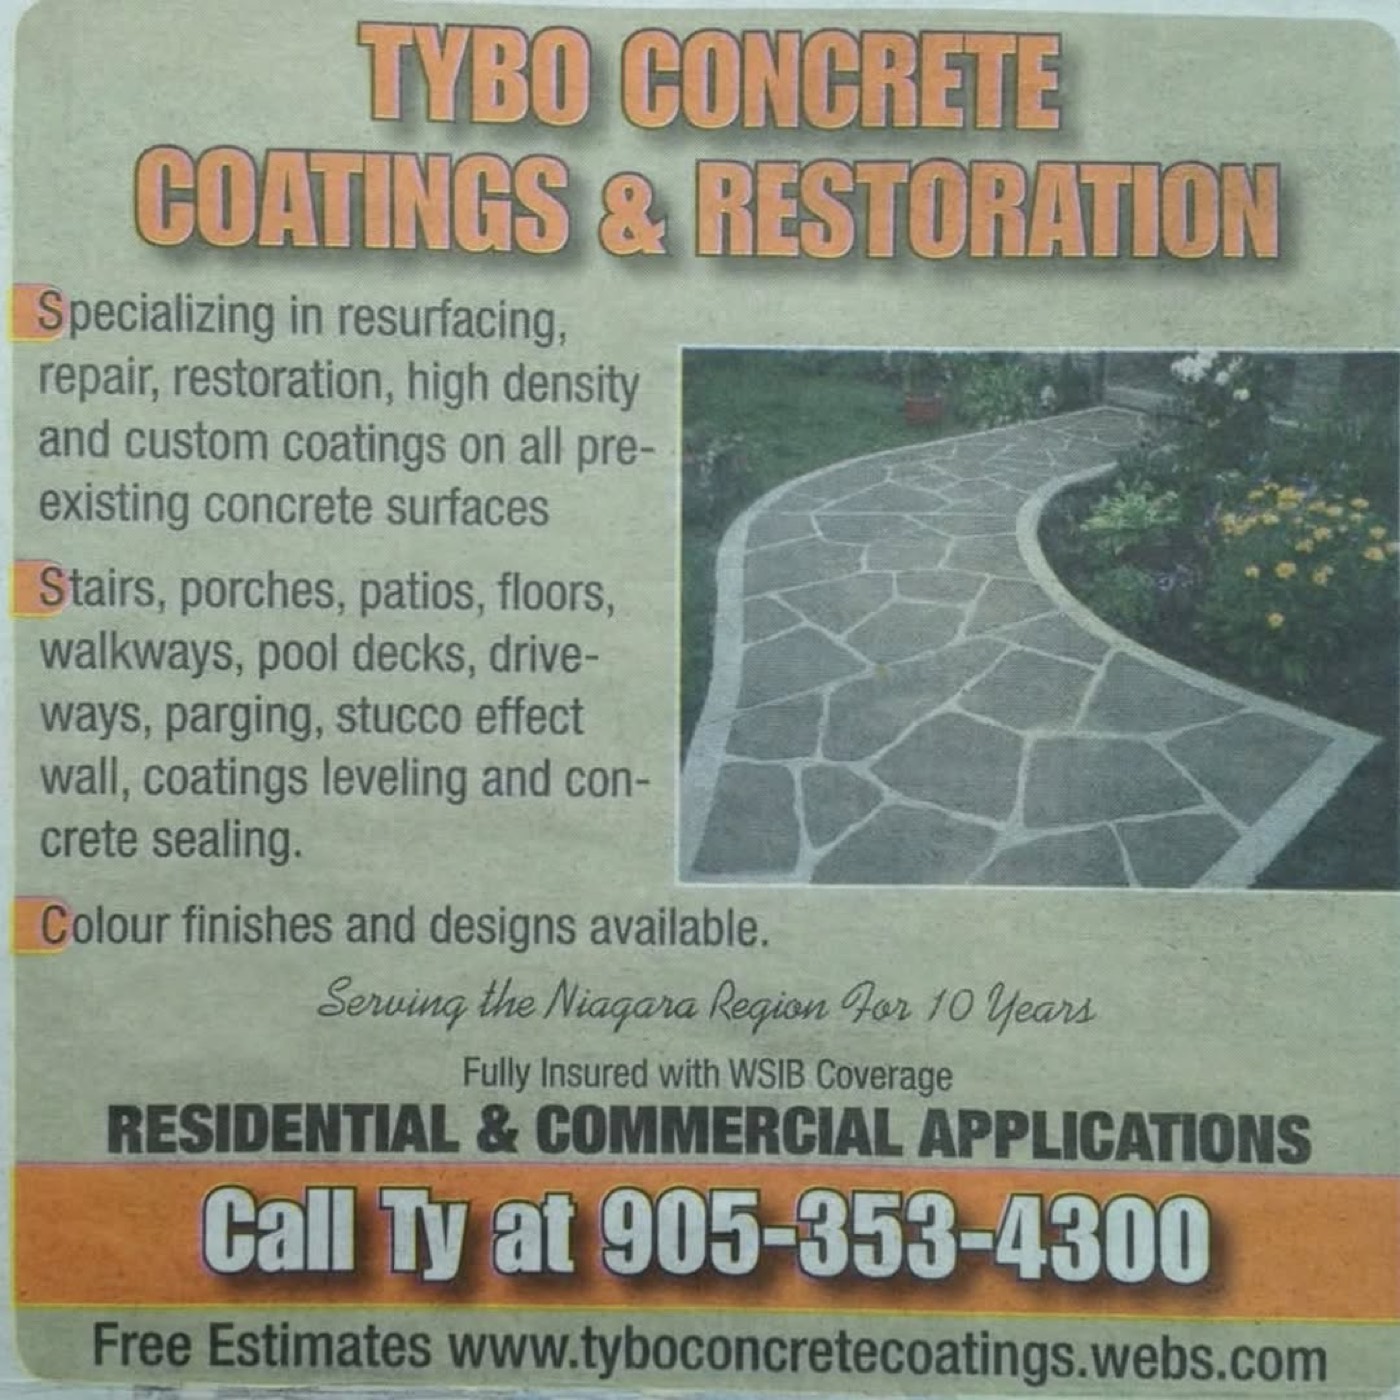 TYBO CONCRETE
COATINGS & RESTORATION
Specializing in resurfacing,
repair, restoration, high density
and custom coatings on all pre-
existing concrete surfaces
Stairs, porches, patios, floors,
walkways, pool decks, drive-
ways, parging, stucco effect
wall, coatings leveling and con-
crete sealing.
Colour finishes and designs available.
Serving the Niagara Region For 10 Years
Fully Insured with WSIB Coverage
RESIDENTIAL & COMMERCIAL APPLICATIONS
Call Ty at 905-353-4300
Free Estimates www.tyboconcretecoatings.webs.com